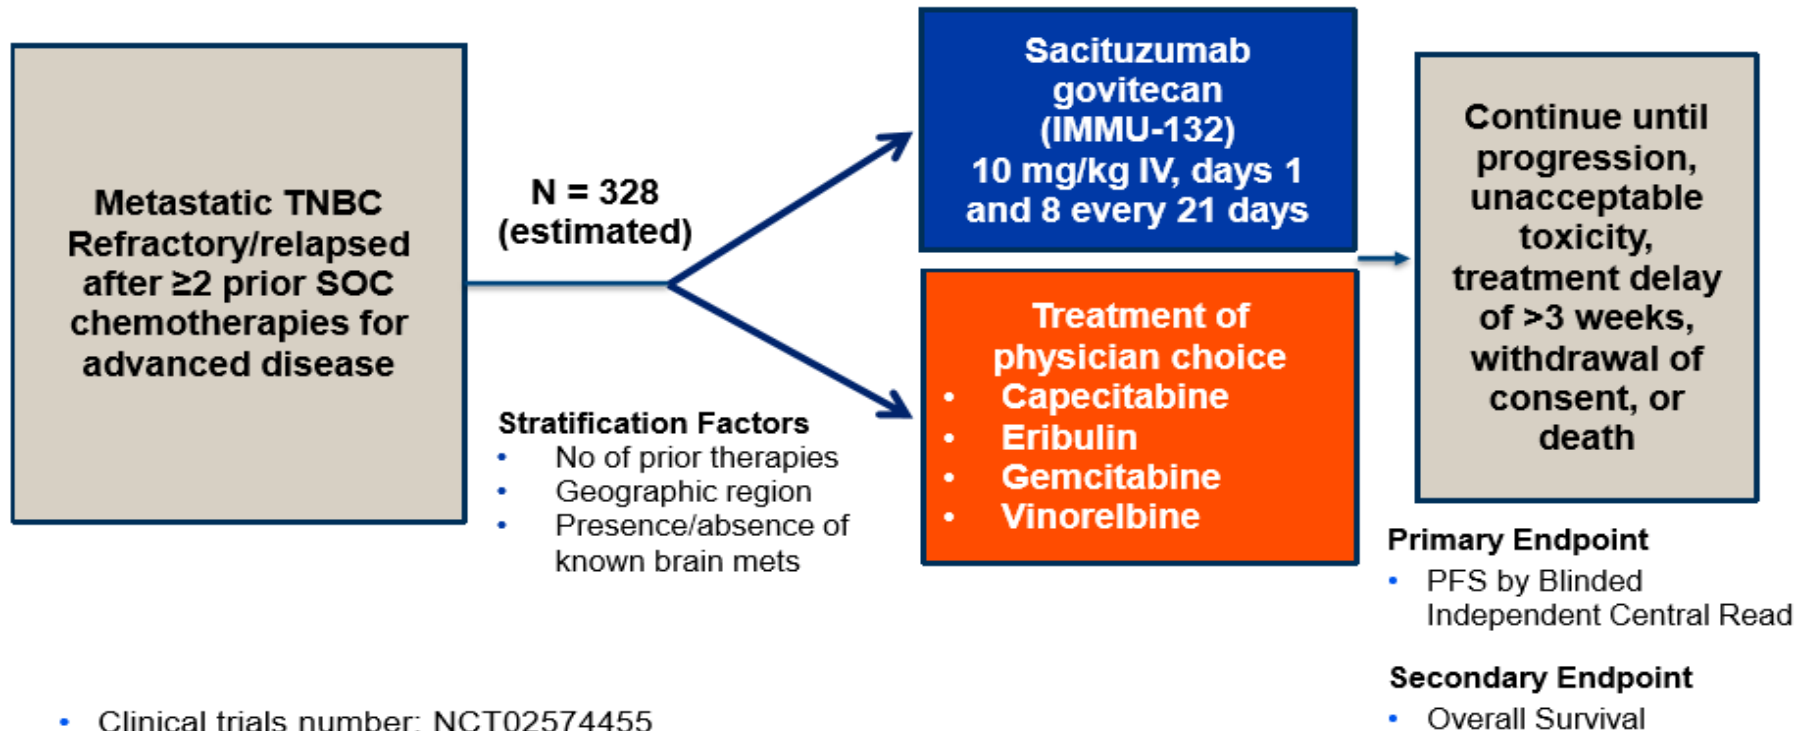 Metastatic TNBC
Refractory/relapsed
after ≥2 prior SOC
chemotherapies for
advanced disease
N = 328
(estimated)
Stratification Factors
• No of prior therapies
• Geographic region
• Presence/absence of
known brain mets
Sacituzumab
govitecan
(IMMU-132)
10 mg/kg IV, days 1
and 8 every 21 days
Treatment of
physician choice
• Capecitabine
• Eribulin
• Gemcitabine
• Vinorelbine
Continue until
progression,
unacceptable
toxicity,
treatment delay
of >3 weeks,
withdrawal of
consent, or
death
Primary Endpoint
• PFS by Blinded
Independent Central Read
Secondary Endpoint
• Overall Survival
• Clinical trials number: NCT02574455